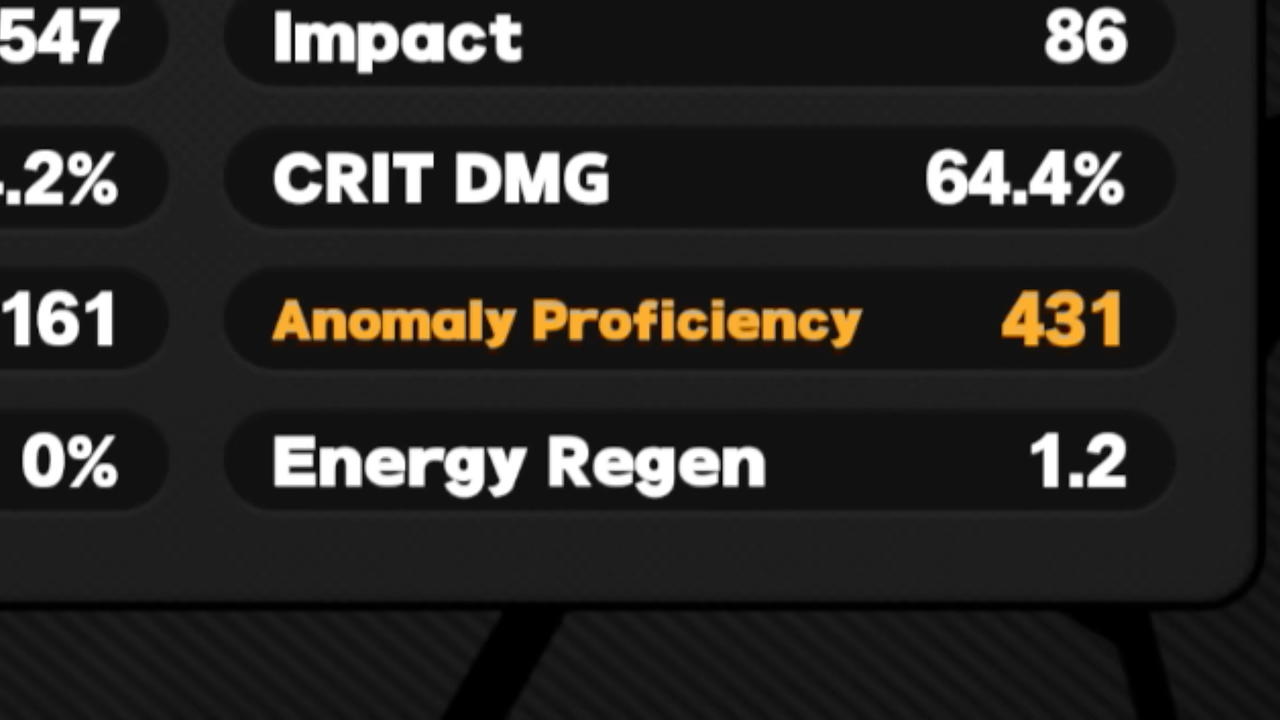 547 Impact 86
.2% CRIT DMG 64.4%
161 Anomaly Proficiency 431
0% Energy Regen 1.2